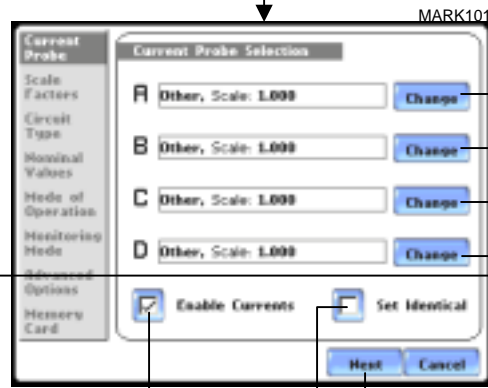 MARK101
Current
Probe
Current Probe Selection
Scale
Factors
A Other, Scale: 1.000 Change
Circuit
Type
B Other, Scale: 1.000 Change
Nominal
Values
C Other, Scale: 1.000 Change
Mode of
Operation
Monitoring
Mode
D Other, Scale: 1.000 Change
Advanced
Options
Enable Currents Set Identical
Memory
Card
Next Cancel